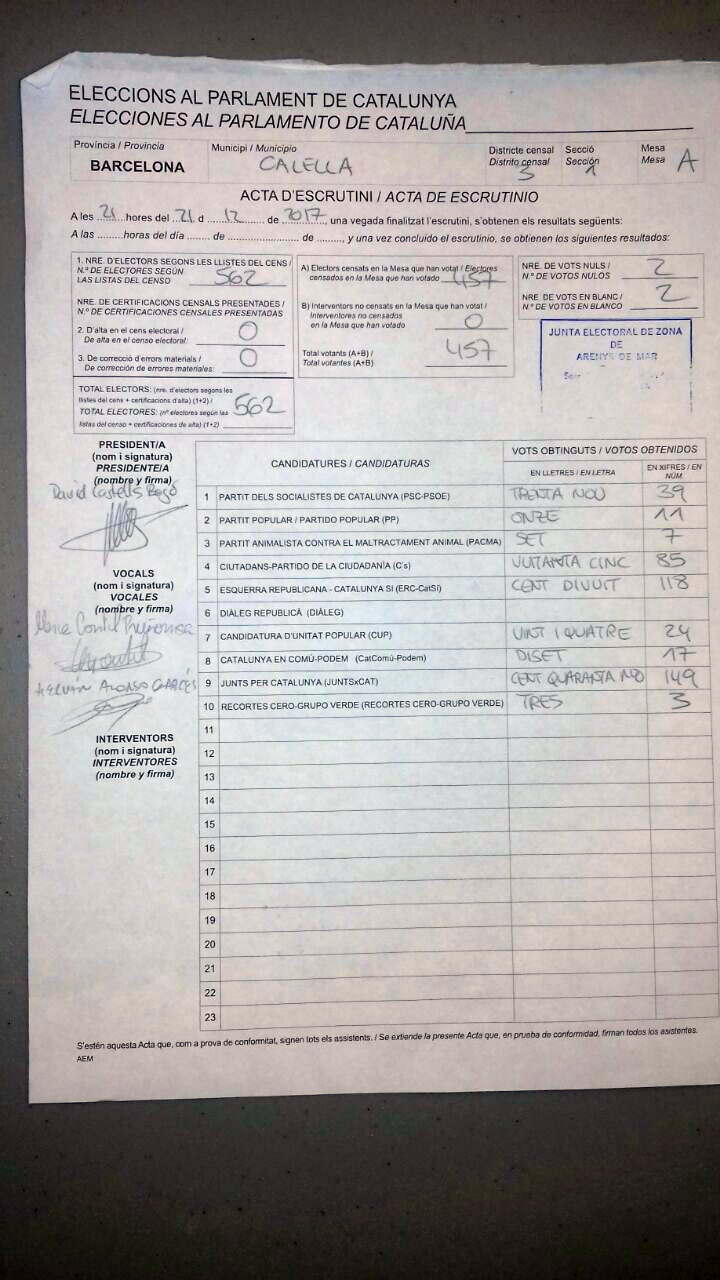 ELECCIONS AL PARLAMENT DE CATALUNYA
ELECCIONES AL PARLAMENTO DE CATALUÑA
Província / Provincia
BARCELONA
Municipi / Municipio
CALELLA
Districte censal
Distrito censal
3
Secció
Sección
1
Mesa
Mesa
A
ACTA D'ESCRUTINI / ACTA DE ESCRUTINIO
A les 21 hores del 21 d 12 de 2017, una vegada finalitzat l'escrutini, s'obtenen els resultats següents:
A las ........ horas del día ....... de ........................ de ........, y una vez concluido el escrutinio, se obtienen los siguientes resultados:
1. NRE. D'ELECTORS SEGONS LES LLISTES DEL CENS /
N.º DE ELECTORES SEGÚN
LAS LISTAS DEL CENSO 562
NRE. DE CERTIFICACIONS CENSALS PRESENTADES /
N.º DE CERTIFICACIONES CENSALES PRESENTADAS
2. D'alta en el cens electoral /
De alta en el censo electoral: 0
3. De correcció d'errors materials /
De corrección de errores materiales: 0
TOTAL ELECTORS: (nre. d'electors segons les
llistes del cens + certificacions d'alta) (1+2) /
TOTAL ELECTORES: (nº electores según las
listas del censo + certificaciones de alta) (1+2) 562
A) Electors censats en la Mesa que han votat / Electores
censados en la Mesa que han votado 457
B) Interventors no censats en la Mesa que han votat /
Interventores no censados
en la Mesa que han votado 0
Total votants (A+B) /
Total votantes (A+B) 457
NRE. DE VOTS NULS /
N.º DE VOTOS NULOS 2
NRE. DE VOTS EN BLANC /
N.º DE VOTOS EN BLANCO 2
JUNTA ELECTORAL DE ZONA
DE
ARENYS DE MAR
PRESIDENT/A
(nom i signatura)
PRESIDENTE/A
(nombre y firma)
David Castells
VOCALS
(nom i signatura)
VOCALES
(nombre y firma)
HERNÁN ALONSO GARCÉS
INTERVENTORS
(nom i signatura)
INTERVENTORES
(nombre y firma)
CANDIDATURES / CANDIDATURAS
VOTS OBTINGUTS / VOTOS OBTENIDOS
EN LLETRES / EN LETRA
EN XIFRES / EN NÚM.
1 PARTIT DELS SOCIALISTES DE CATALUNYA (PSC-PSOE) TRENTA NOU 39
2 PARTIT POPULAR / PARTIDO POPULAR (PP) ONZE 11
3 PARTIT ANIMALISTA CONTRA EL MALTRACTAMENT ANIMAL (PACMA) SET 7
4 CIUTADANS-PARTIDO DE LA CIUDADANÍA (C's) VUITANTA CINC 85
5 ESQUERRA REPUBLICANA - CATALUNYA SÍ (ERC-CatSí) CENT DIVUIT 118
6 DIÀLEG REPUBLICÀ (DIÀLEG)
7 CANDIDATURA D'UNITAT POPULAR (CUP) VINT I QUATRE 24
8 CATALUNYA EN COMÚ-PODEM (CatComú-Podem) DISET 17
9 JUNTS PER CATALUNYA (JUNTSxCAT) CENT QUARANTA NO 149
10 RECORTES CERO-GRUPO VERDE (RECORTES CERO-GRUPO VERDE) TRES 3
11
12
13
14
15
16
17
18
19
20
21
22
23
S'estén aquesta Acta que, com a prova de conformitat, signen tots els assistents. / Se extiende la presente Acta que, en prueba de conformidad, firman todos los asistentes.
AEM